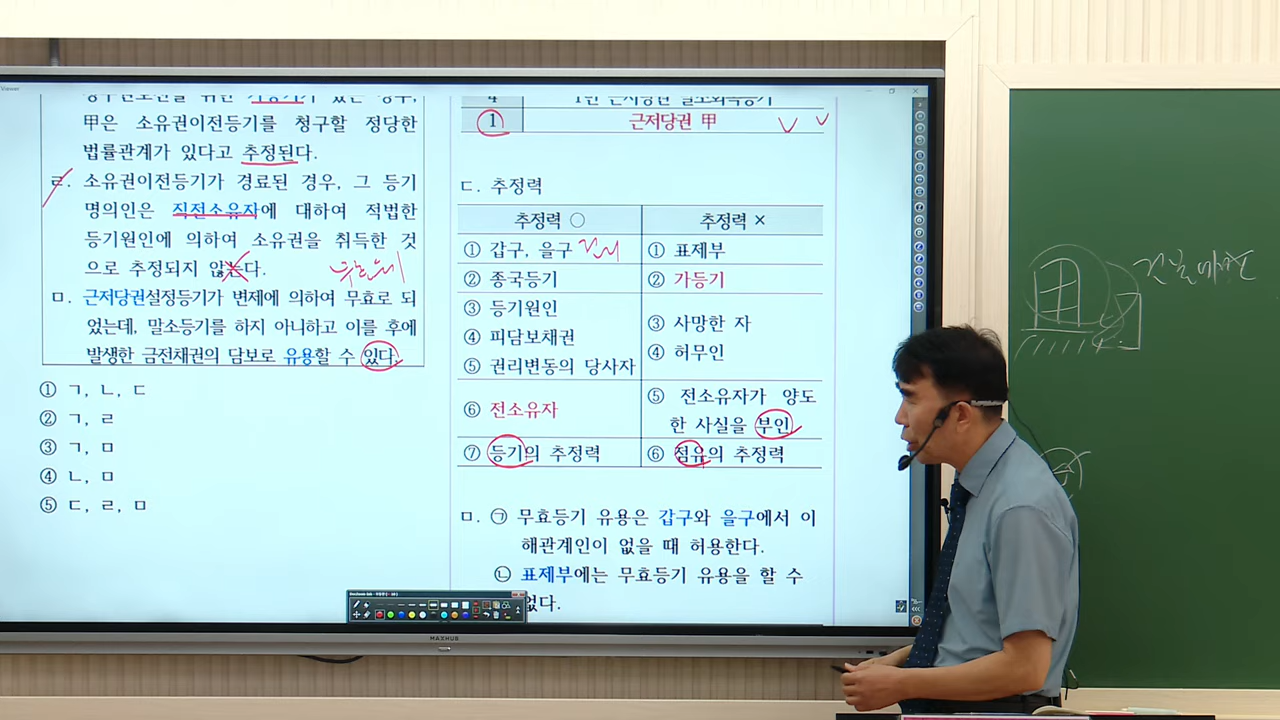 甲은 소유권이전등기를 청구할 정당한
법률관계가 있다고 추정된다.
ㄹ. 소유권이전등기가 경료된 경우, 그 등기
명의인은 직전소유자에 대하여 적법한
등기원인에 의하여 소유권을 취득한 것
으로 추정되지 않는다.
ㅁ. 근저당권설정등기가 변제에 의하여 무효로 되
었는데, 말소등기를 하지 아니하고 이를 후에
발생한 금전채권의 담보로 유용할 수 있다.
① ㄱ, ㄴ, ㄷ
② ㄱ, ㄹ
③ ㄱ, ㅁ
④ ㄴ, ㅁ
⑤ ㄷ, ㄹ, ㅁ
1 근저당권 甲
ㄷ. 추정력
추정력 ○ 추정력 ×
① 갑구, 을구 ① 표제부
② 종국등기 ② 가등기
③ 등기원인 ③ 사망한 자
④ 피담보채권 ④ 허무인
⑤ 권리변동의 당사자
⑥ 전소유자 ⑤ 전소유자가 양도
한 사실을 부인
⑦ 등기의 추정력 ⑥ 점유의 추정력
ㅁ. ㉠ 무효등기 유용은 갑구와 을구에서 이
해관계인이 없을 때 허용한다.
㉡ 표제부에는 무효등기 유용을 할 수
없다.
MAXHUB